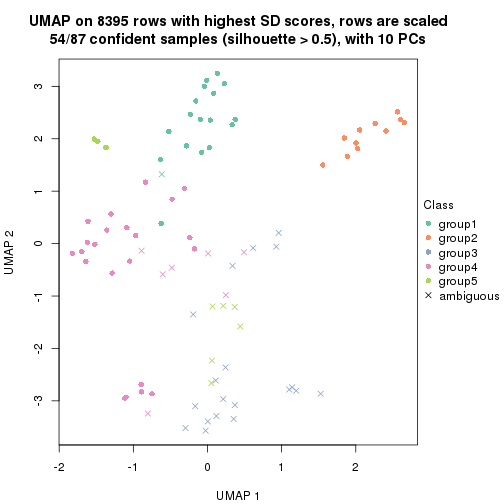 UMAP on 8395 rows with highest SD scores, rows are scaled
54/87 confident samples (silhouette > 0.5), with 10 PCs
3
2
1
0
-1
-2
-3
UMAP 2
-2
-1
0
1
2
UMAP 1
Class
group1
group2
group3
group4
group5
ambiguous